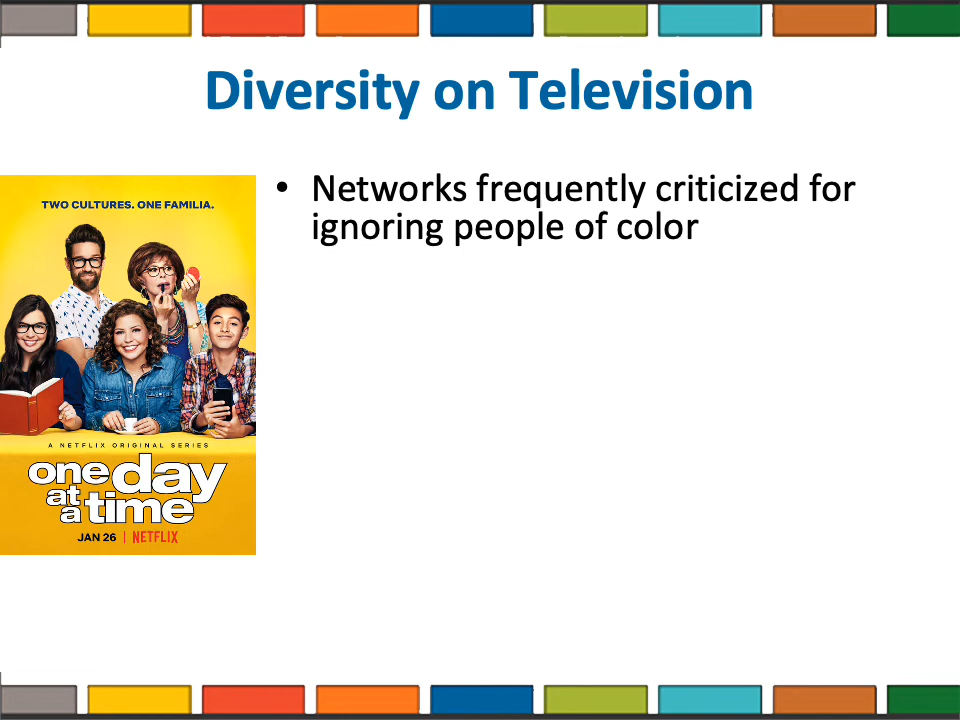 Diversity on Television
• Networks frequently criticized for
ignoring people of color
TWO CULTURES. ONE FAMILIA.
A NETFLIX ORIGINAL SERIES
one day
at
a time
JAN 26 | NETFLIX